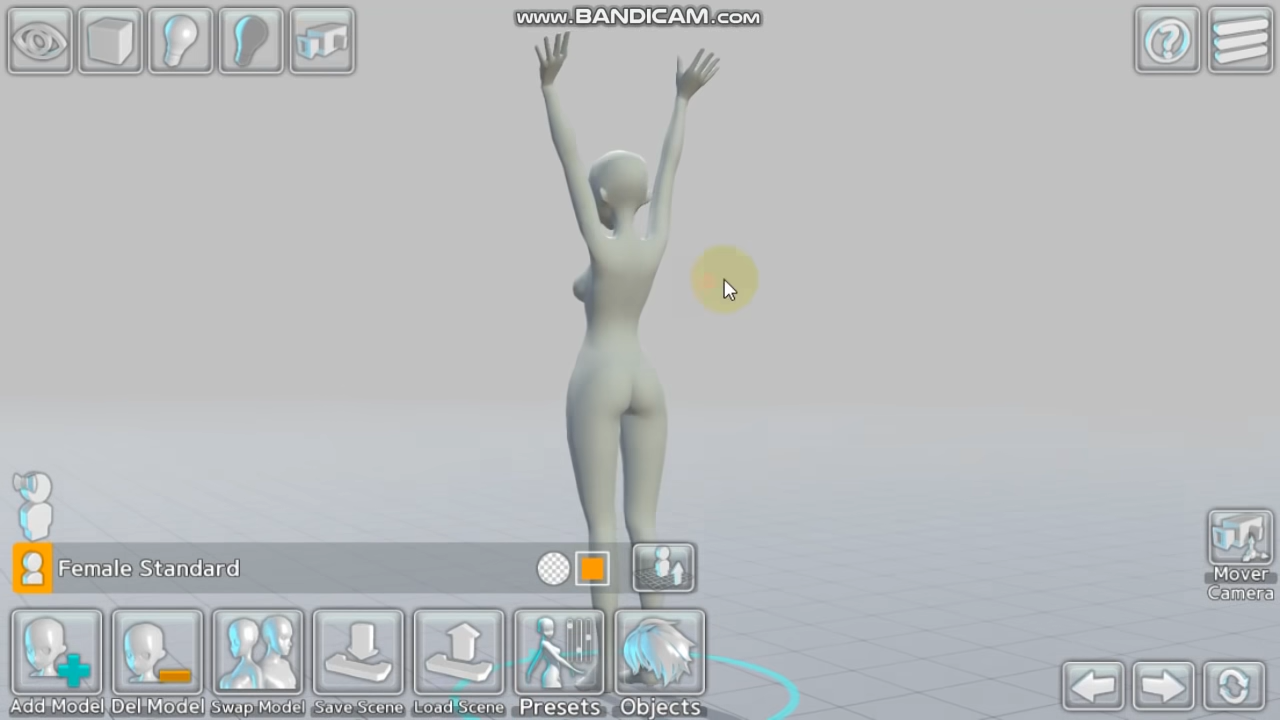 www.BANDICAM.com
Female Standard
Mover
Camera
Add Model Del Model Swap Model Save Scene Load Scene Presets Objects